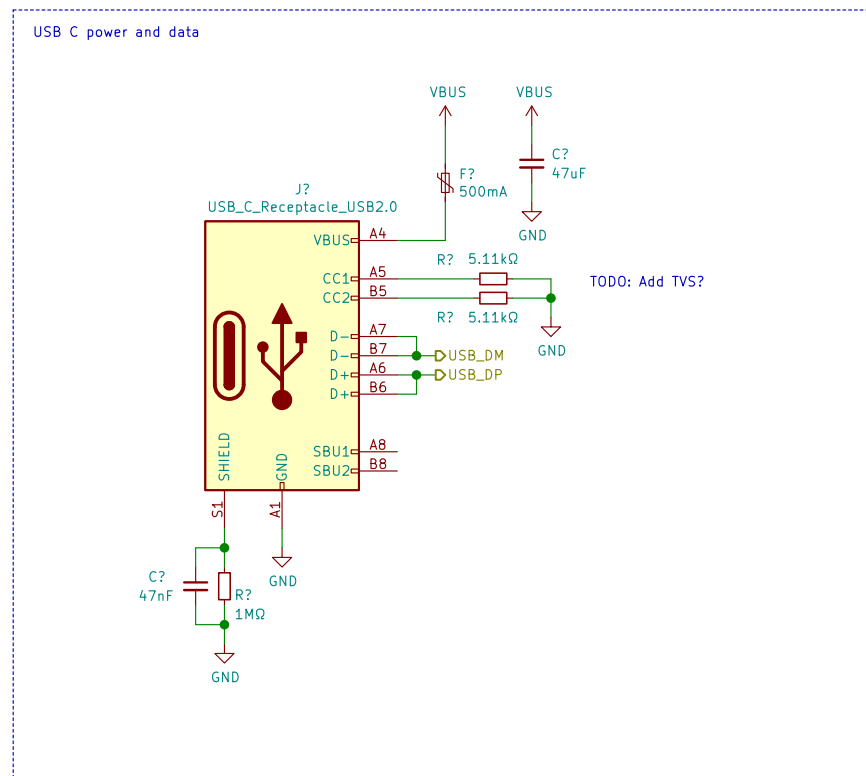 USB C power and data
VBUS
VBUS
C?
47uF
F?
500mA
GND
J?
USB_C_Receptacle_USB2.0
VBUS
A4
R?
5.11kΩ
CC1
A5
CC2
B5
R?
5.11kΩ
GND
TODO: Add TVS?
D-
A7
D-
B7
USB_DM
D+
A6
USB_DP
D+
B6
SBU1
A8
SBU2
B8
SHIELD
GND
S1
A1
GND
C?
47nF
R?
1MΩ
GND